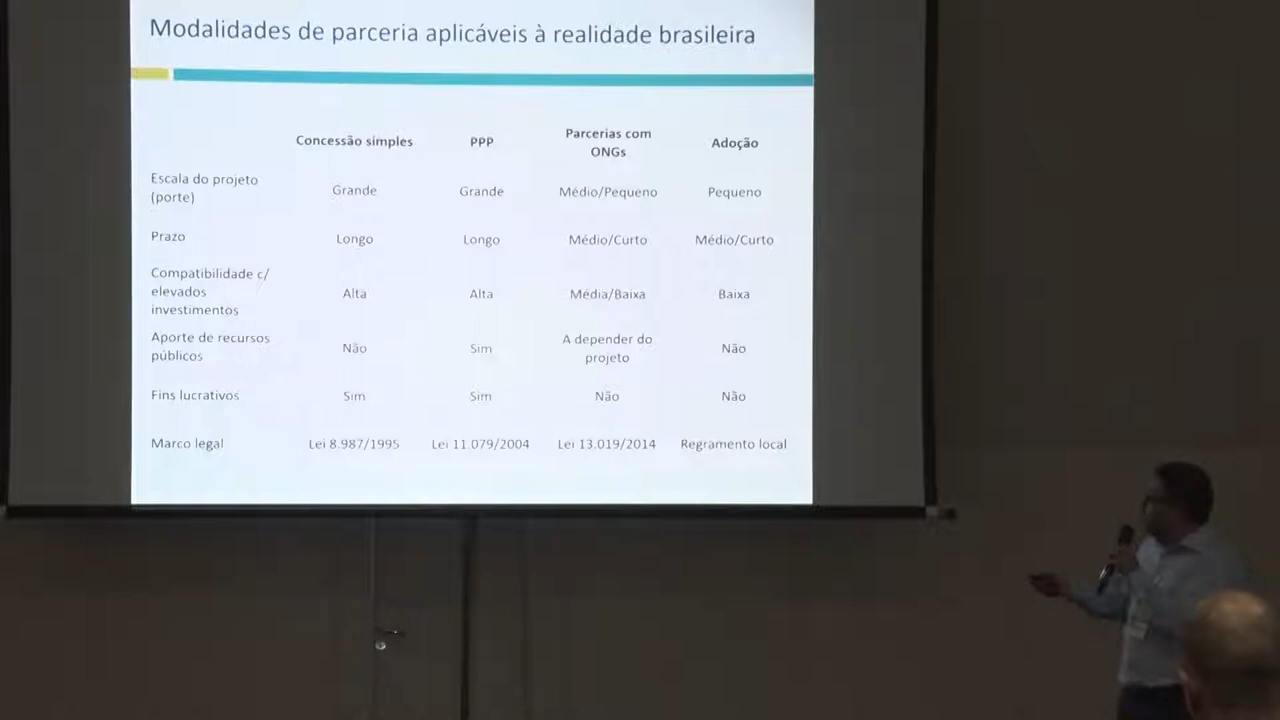 Modalidades de parceria aplicáveis à realidade brasileira
Concessão simples PPP Parcerias com ONGs Adoção
Escala do projeto (porte) Grande Grande Médio/Pequeno Pequeno
Prazo Longo Longo Médio/Curto Médio/Curto
Compatibilidade c/ elevados investimentos Alta Alta Média/Baixa Baixa
Aporte de recursos públicos Não Sim A depender do projeto Não
Fins lucrativos Sim Sim Não Não
Marco legal Lei 8.987/1995 Lei 11.079/2004 Lei 13.019/2014 Regramento local